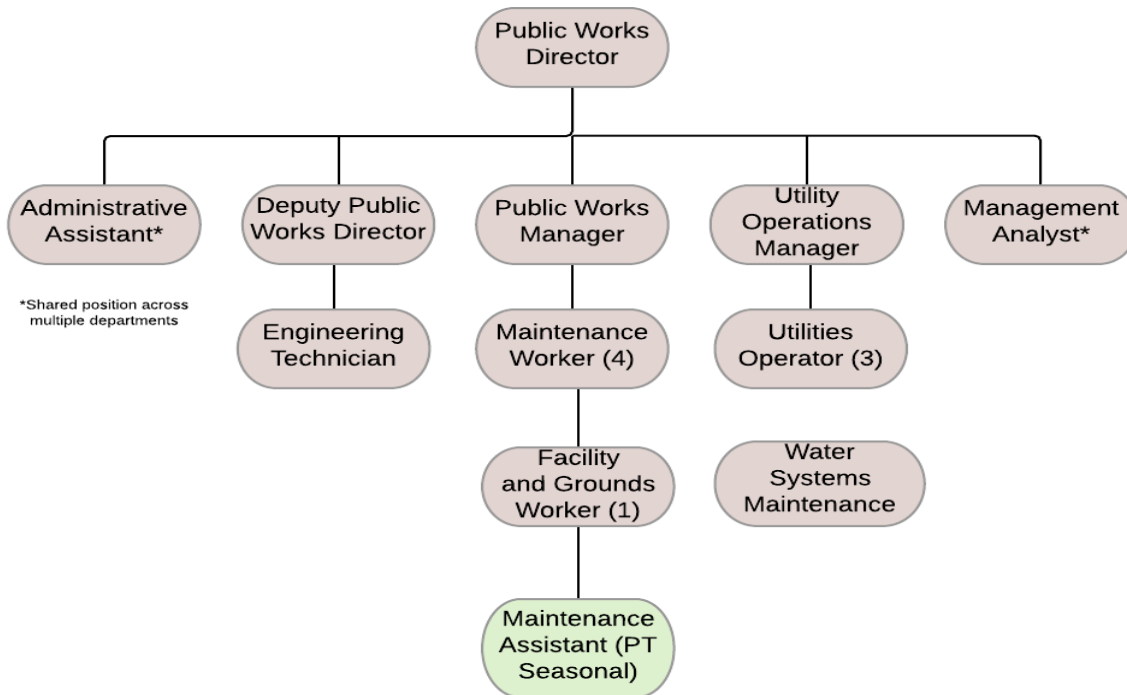 Public Works
Director
Administrative
Assistant*
Deputy Public
Works Director
Public Works
Manager
Utility
Operations
Manager
Management
Analyst*
*Shared position across
multiple departments
Engineering
Technician
Maintenance
Worker (4)
Utilities
Operator (3)
Facility
and Grounds
Worker (1)
Water
Systems
Maintenance
Maintenance
Assistant (PT
Seasonal)